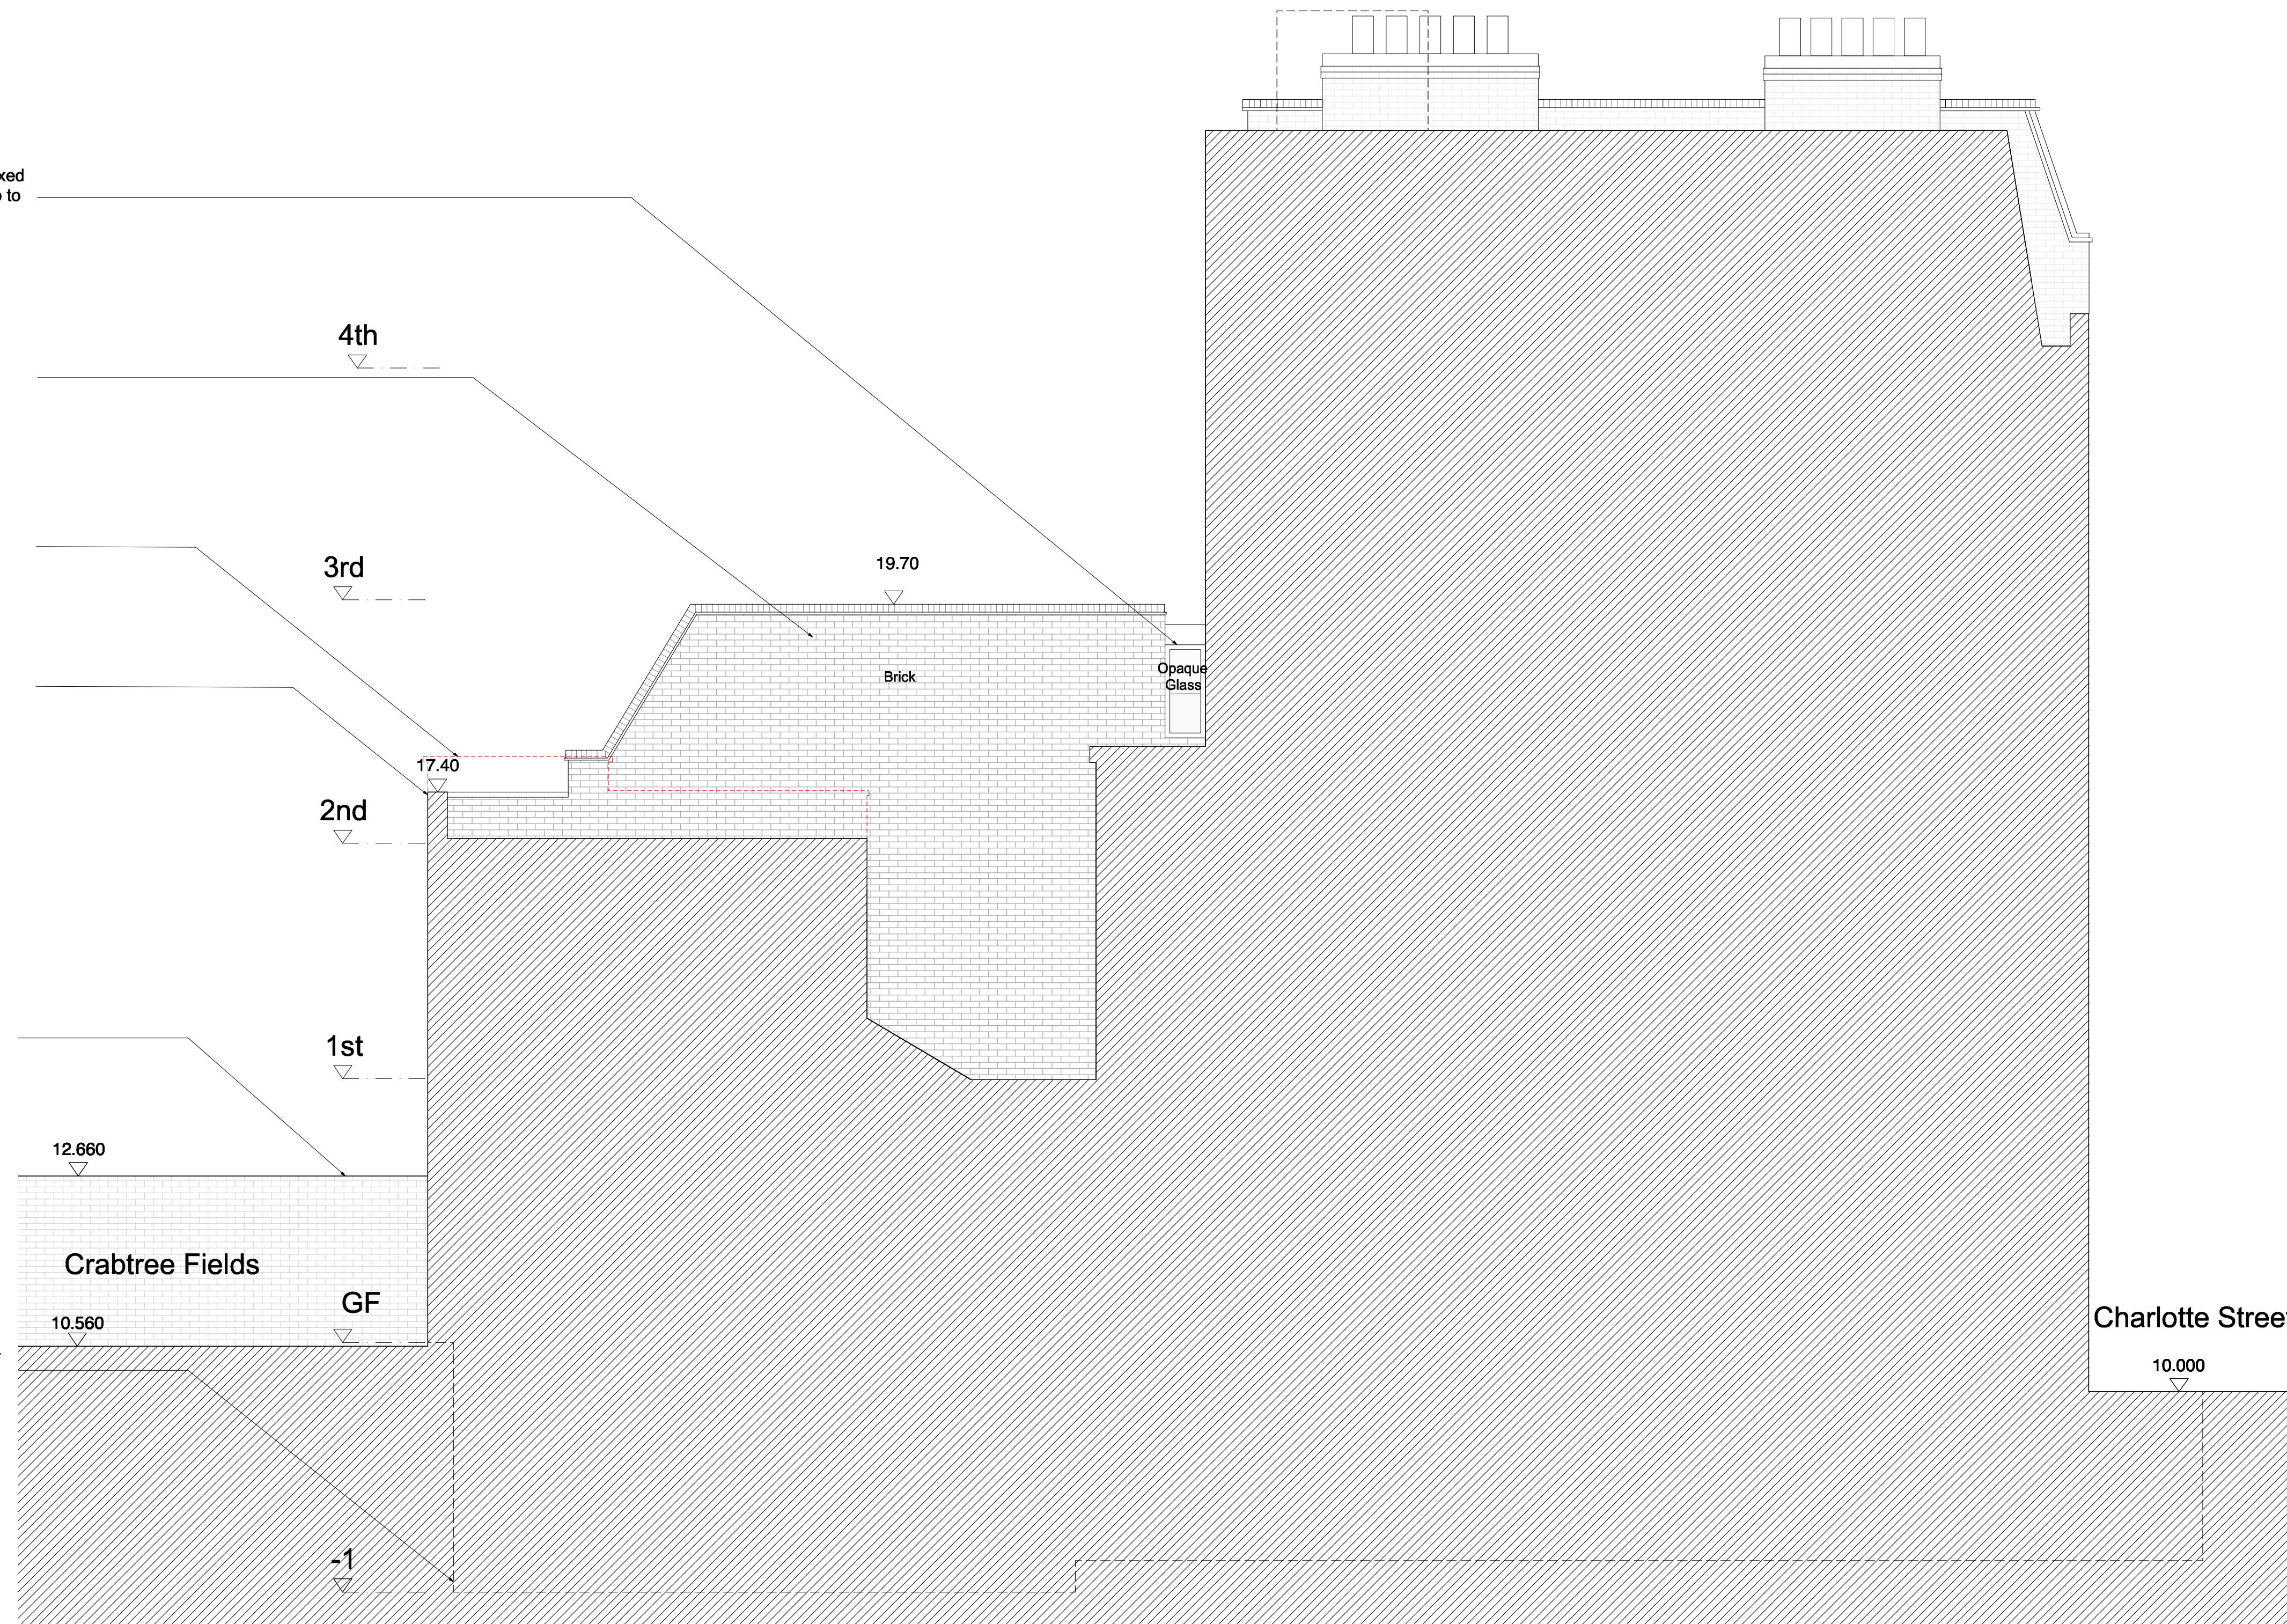 xed
to
4th
3rd
19.70
Brick
Opaque
Glass
17.40
2nd
1st
12.660
Crabtree Fields
GF
10.560
Charlotte Street
10.000
-1